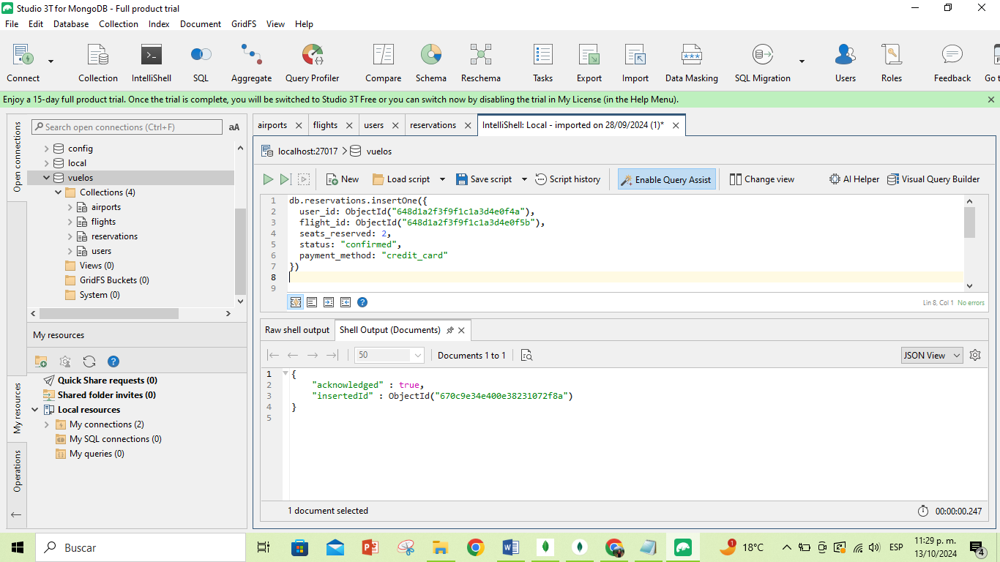 Studio 3T for MongoDB - Full product trial
File Edit Database Collection Index Document GridFS View Help
Connect Collection IntelliShell SQL Aggregate Query Profiler Compare Schema Reschema Tasks Export Import Data Masking SQL Migration Users Roles Feedback Go t
Enjoy a 15-day full product trial. Once the trial is complete, you will be switched to Studio 3T Free or you can switch now by disabling the trial in My License (in the Help Menu).
Open connections
My resources
Operations
Search open connections (Ctrl+F) aA
config
local
vuelos
Collections (4)
airports
flights
reservations
users
Views (0)
GridFS Buckets (0)
System (0)
My resources
Quick Share requests (0)
Shared folder invites (0)
Local resources
My connections (2)
My SQL connections (0)
My queries (0)
airports flights users reservations IntelliShell: Local - imported on 28/09/2024 (1)*
localhost:27017 vuelos
New Load script Save script Script history Enable Query Assist Change view AI Helper Visual Query Builder
1 db.reservations.insertOne({
2 user_id: ObjectId("648d1a2f3f9f1c1a3d4e0f4a"),
3 flight_id: ObjectId("648d1a2f3f9f1c1a3d4e0f5b"),
4 seats_reserved: 2,
5 status: "confirmed",
6 payment_method: "credit_card"
7 })
8
9
Lin 8, Col 1 No errors
Raw shell output Shell Output (Documents)
50 Documents 1 to 1 JSON View
1 {
2 "acknowledged" : true,
3 "insertedId" : ObjectId("670c9e34e400e38231072f8a")
4 }
5
1 document selected 00:00:00.247
Buscar 1 18°C ESP 11:29 p. m.
13/10/2024 4